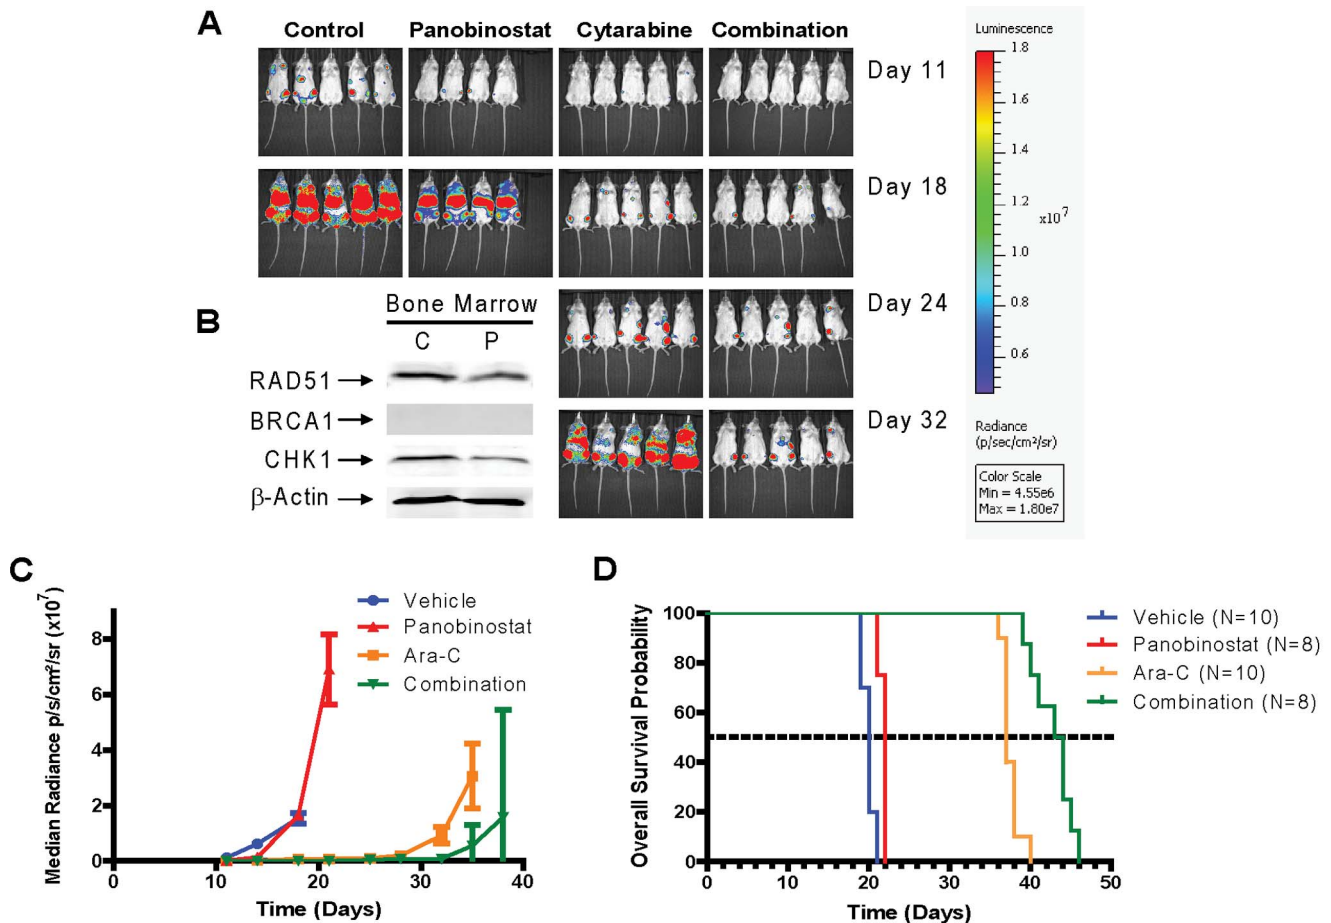 A
Control
Panobinostat
Cytarabine
Combination
Day 11
Day 18
Day 24
Day 32
Luminescence
1.8
1.6
1.4
1.2
x10⁷
1.0
0.8
0.6
Radiance
(p/sec/cm²/sr)
Color Scale
Min = 4.55e6
Max = 1.80e7
B
Bone Marrow
C P
RAD51
BRCA1
CHK1
β-Actin
C
Median Radiance p/s/cm²/sr (x10⁷)
8
6
4
2
0
0 10 20 30 40
Time (Days)
Vehicle
Panobinostat
Ara-C
Combination
D
Overall Survival Probability
100
80
60
40
20
0
0 10 20 30 40 50
Time (Days)
Vehicle (N=10)
Panobinostat (N=8)
Ara-C (N=10)
Combination (N=8)